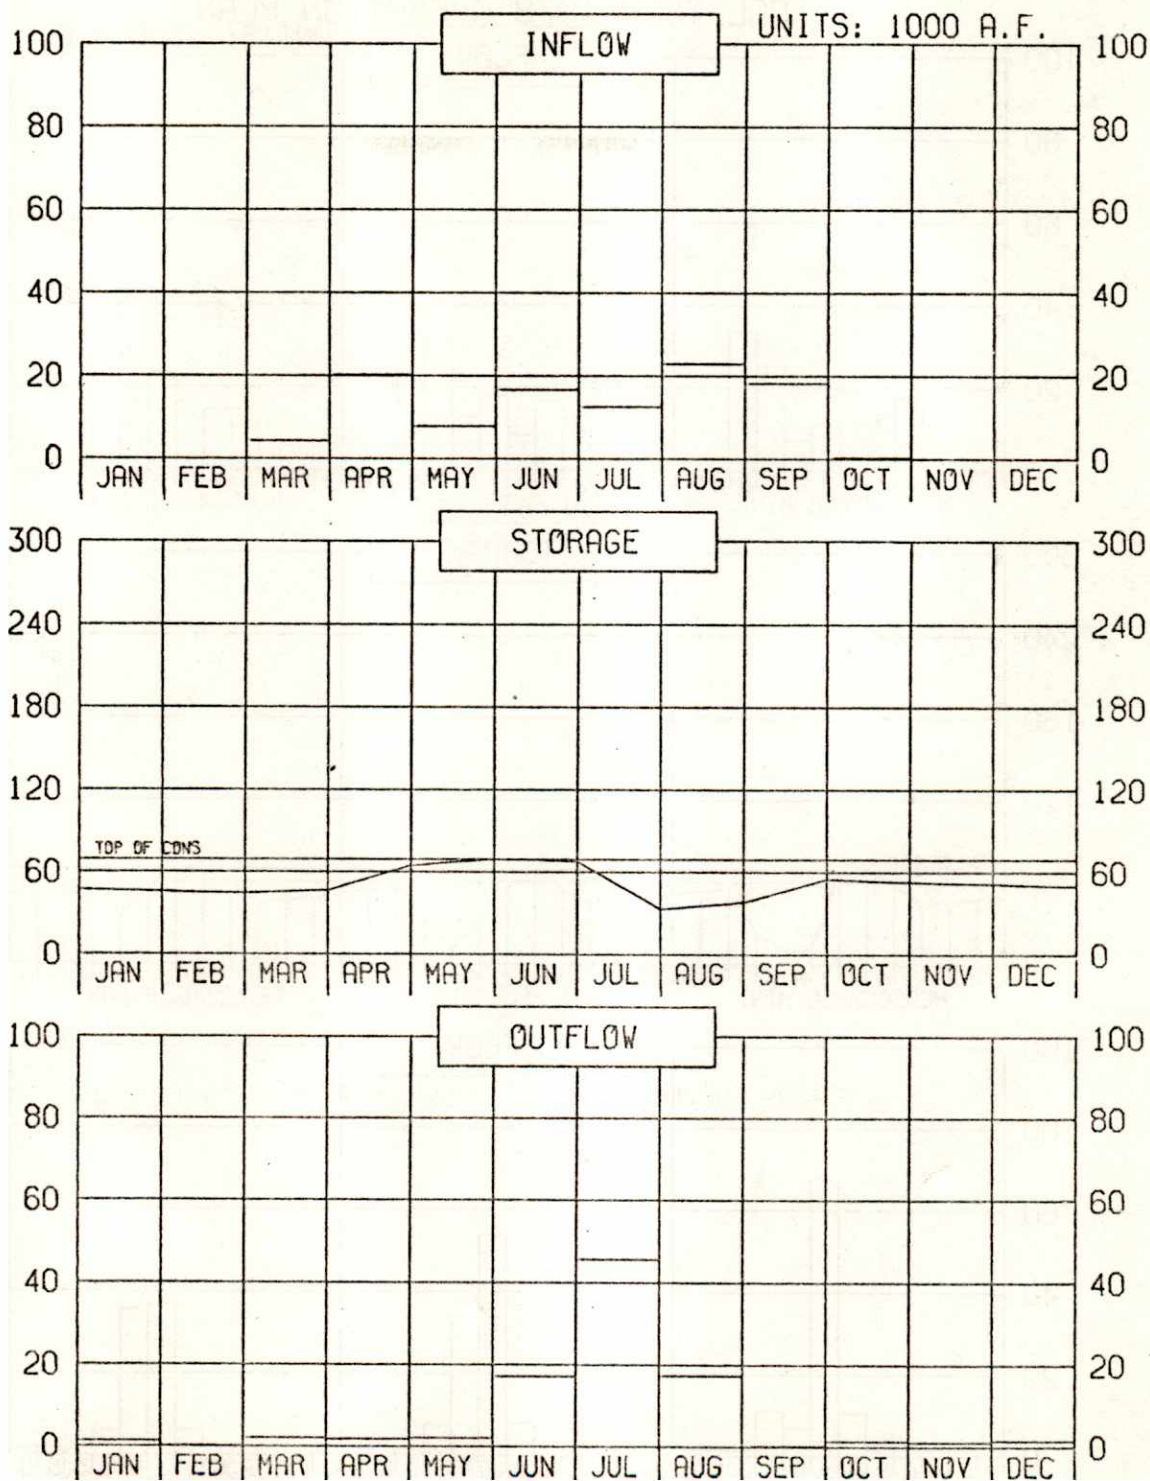 INFLOW
UNITS: 1000 A.F.
100 100
80 80
60 60
40 40
20 20
0 0
JAN FEB MAR APR MAY JUN JUL AUG SEP OCT NOV DEC
STORAGE
300 300
240 240
180 180
120 120
TOP OF CONS
60 60
0 0
JAN FEB MAR APR MAY JUN JUL AUG SEP OCT NOV DEC
OUTFLOW
100 100
80 80
60 60
40 40
20 20
0 0
JAN FEB MAR APR MAY JUN JUL AUG SEP OCT NOV DEC